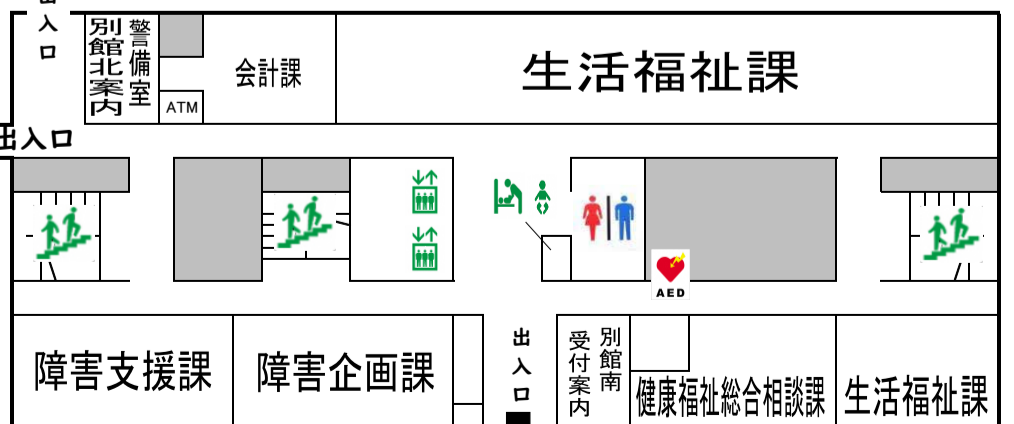 出入口
別館北案内
警備室
ATM
会計課
生活福祉課
出入口
AED
障害支援課
障害企画課
出入口
別館南
受付案内
健康福祉総合相談課
生活福祉課